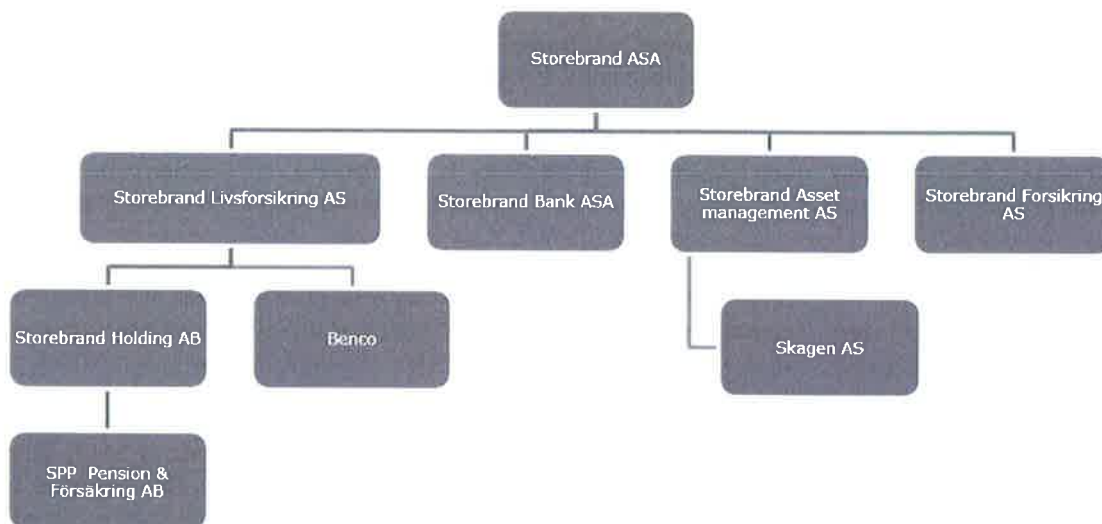 Storebrand ASA
Storebrand Livsforsikring AS
Storebrand Bank ASA
Storebrand Asset
management AS
Storebrand Forsikring
AS
Storebrand Holding AB
Benco
Skagen AS
SPP Pension &
Försäkring AB